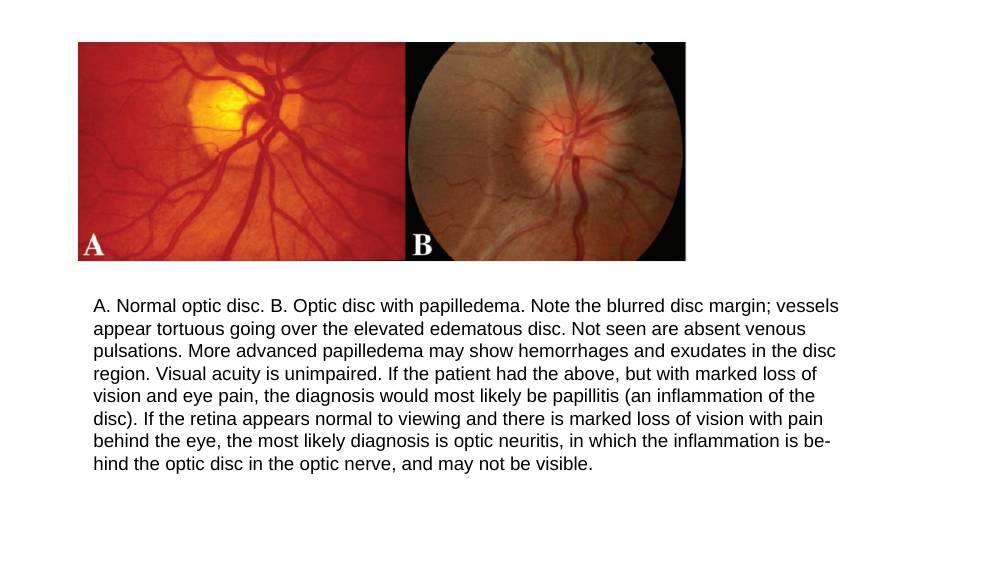 A
B
A. Normal optic disc. B. Optic disc with papilledema. Note the blurred disc margin; vessels
appear tortuous going over the elevated edematous disc. Not seen are absent venous
pulsations. More advanced papilledema may show hemorrhages and exudates in the disc
region. Visual acuity is unimpaired. If the patient had the above, but with marked loss of
vision and eye pain, the diagnosis would most likely be papillitis (an inflammation of the
disc). If the retina appears normal to viewing and there is marked loss of vision with pain
behind the eye, the most likely diagnosis is optic neuritis, in which the inflammation is be-
hind the optic disc in the optic nerve, and may not be visible.